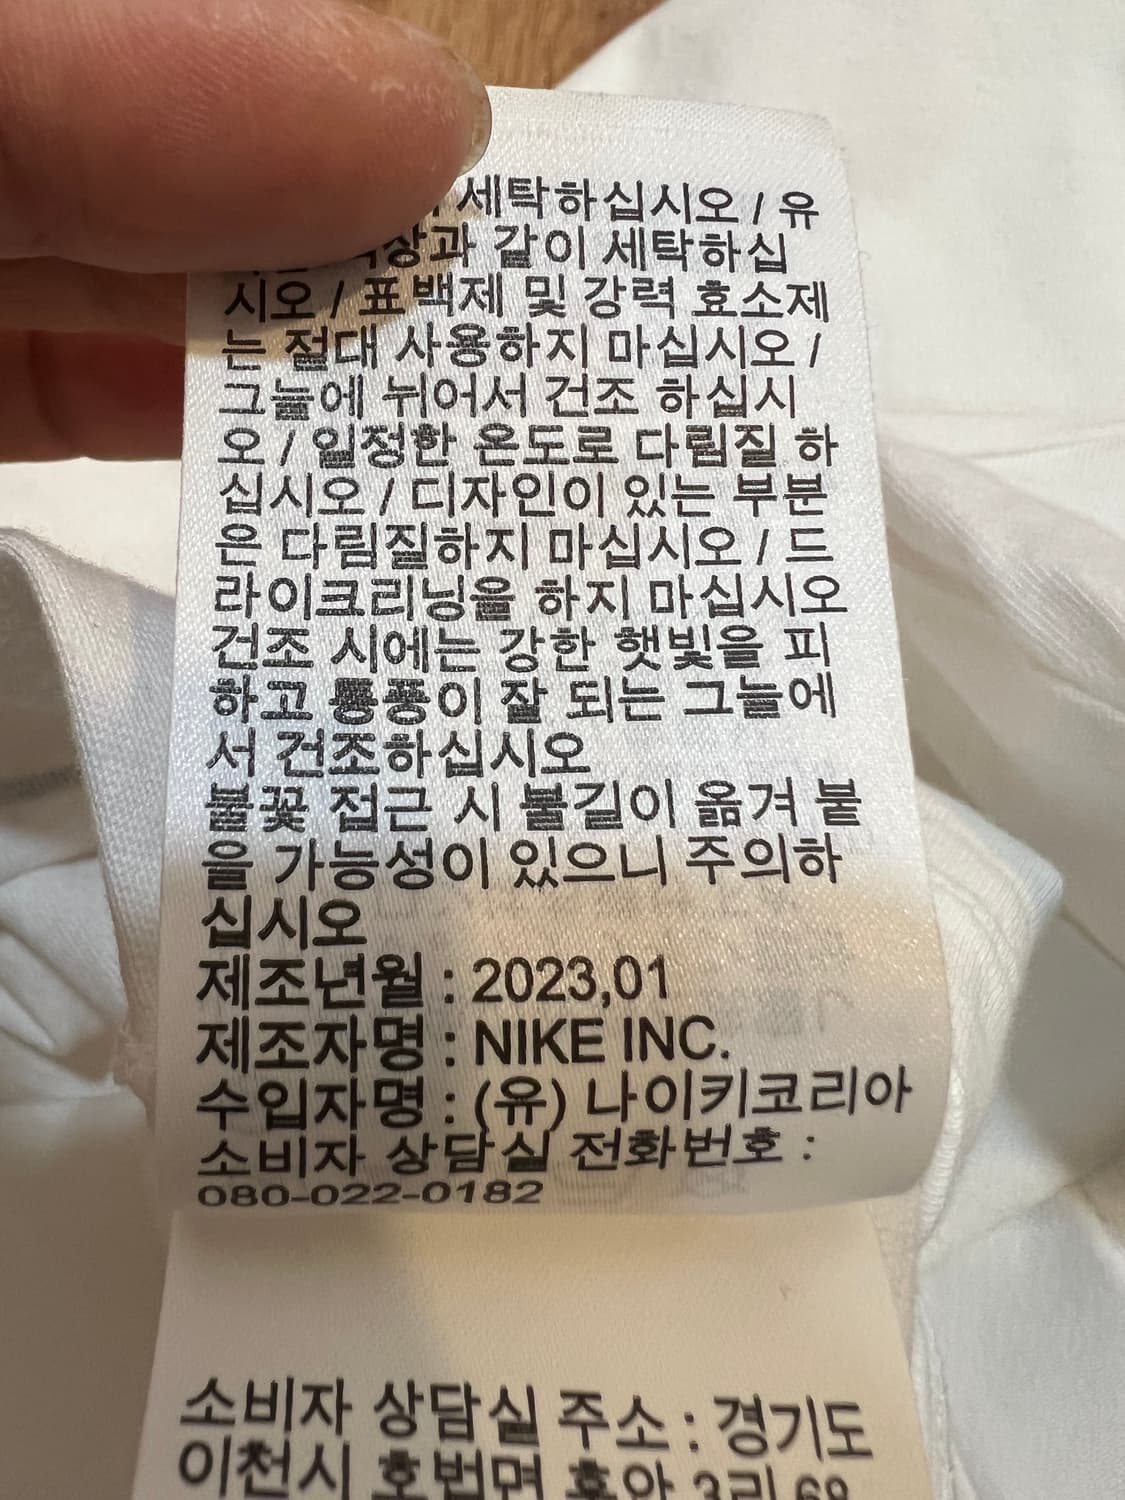 세탁하십시오 / 유
색상과 같이 세탁하십
시오 / 표백제 및 강력 효소제
는 절대 사용하지 마십시오 /
그늘에 뉘어서 건조 하십시
오 / 일정한 온도로 다림질 하
십시오 / 디자인이 있는 부분
은 다림질하지 마십시오 / 드
라이크리닝을 하지 마십시오
건조 시에는 강한 햇빛을 피
하고 통풍이 잘 되는 그늘에
서 건조하십시오
불꽃 접근 시 불길이 옮겨 붙
을 가능성이 있으니 주의하
십시오
제조년월 : 2023,01
제조자명 : NIKE INC.
수입자명 : (유) 나이키코리아
소비자 상담실 전화번호 :
080-022-0182
소비자 상담실 주소 : 경기도
이천시 호법면 3리 68